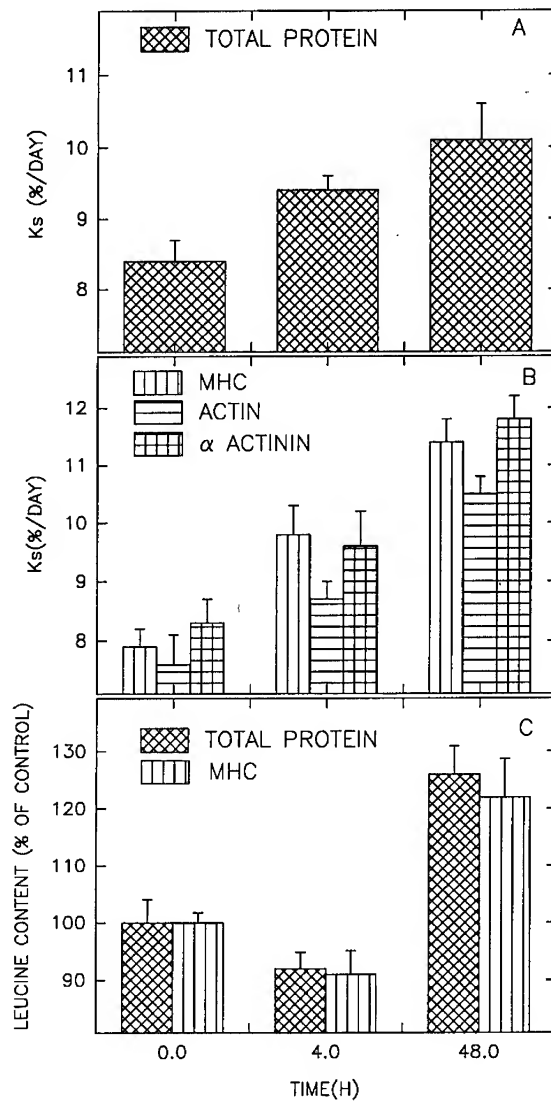 A
TOTAL PROTEIN
11
10
9
8
Ks (%/DAY)
B
MHC
ACTIN
α ACTININ
12
11
10
9
8
Ks(%/DAY)
C
TOTAL PROTEIN
MHC
130
120
110
100
90
LEUCINE CONTENT (% OF CONTROL)
0.0 4.0 48.0
TIME(H)